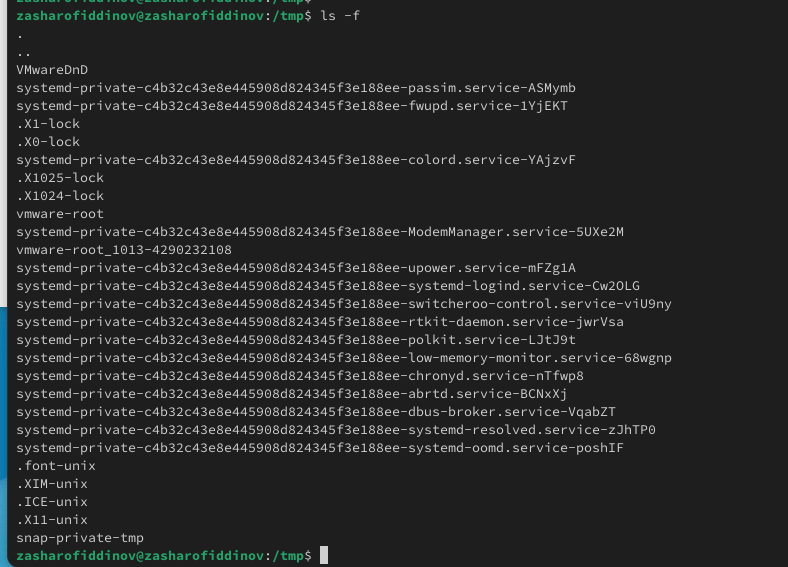 zasharofiddinov@zasharofiddinov:/tmp$ ls -f
.
..
VMwareDnD
systemd-private-c4b32c43e8e445908d824345f3e188ee-passim.service-ASMymb
systemd-private-c4b32c43e8e445908d824345f3e188ee-fwupd.service-1YjEKT
.X1-lock
.X0-lock
systemd-private-c4b32c43e8e445908d824345f3e188ee-colord.service-YAjzvF
.X1025-lock
.X1024-lock
vmware-root
systemd-private-c4b32c43e8e445908d824345f3e188ee-ModemManager.service-5UXe2M
vmware-root_1013-4290232108
systemd-private-c4b32c43e8e445908d824345f3e188ee-upower.service-mFZg1A
systemd-private-c4b32c43e8e445908d824345f3e188ee-systemd-logind.service-Cw2OLG
systemd-private-c4b32c43e8e445908d824345f3e188ee-switcheroo-control.service-viU9ny
systemd-private-c4b32c43e8e445908d824345f3e188ee-rtkit-daemon.service-jwrVsa
systemd-private-c4b32c43e8e445908d824345f3e188ee-polkit.service-LJtJ9t
systemd-private-c4b32c43e8e445908d824345f3e188ee-low-memory-monitor.service-68wgnp
systemd-private-c4b32c43e8e445908d824345f3e188ee-chronyd.service-nTfwp8
systemd-private-c4b32c43e8e445908d824345f3e188ee-abrtd.service-BCNxXj
systemd-private-c4b32c43e8e445908d824345f3e188ee-dbus-broker.service-VqabZT
systemd-private-c4b32c43e8e445908d824345f3e188ee-systemd-resolved.service-zJhTP0
systemd-private-c4b32c43e8e445908d824345f3e188ee-systemd-oomd.service-poshIF
.font-unix
.XIM-unix
.ICE-unix
.X11-unix
snap-private-tmp
zasharofiddinov@zasharofiddinov:/tmp$